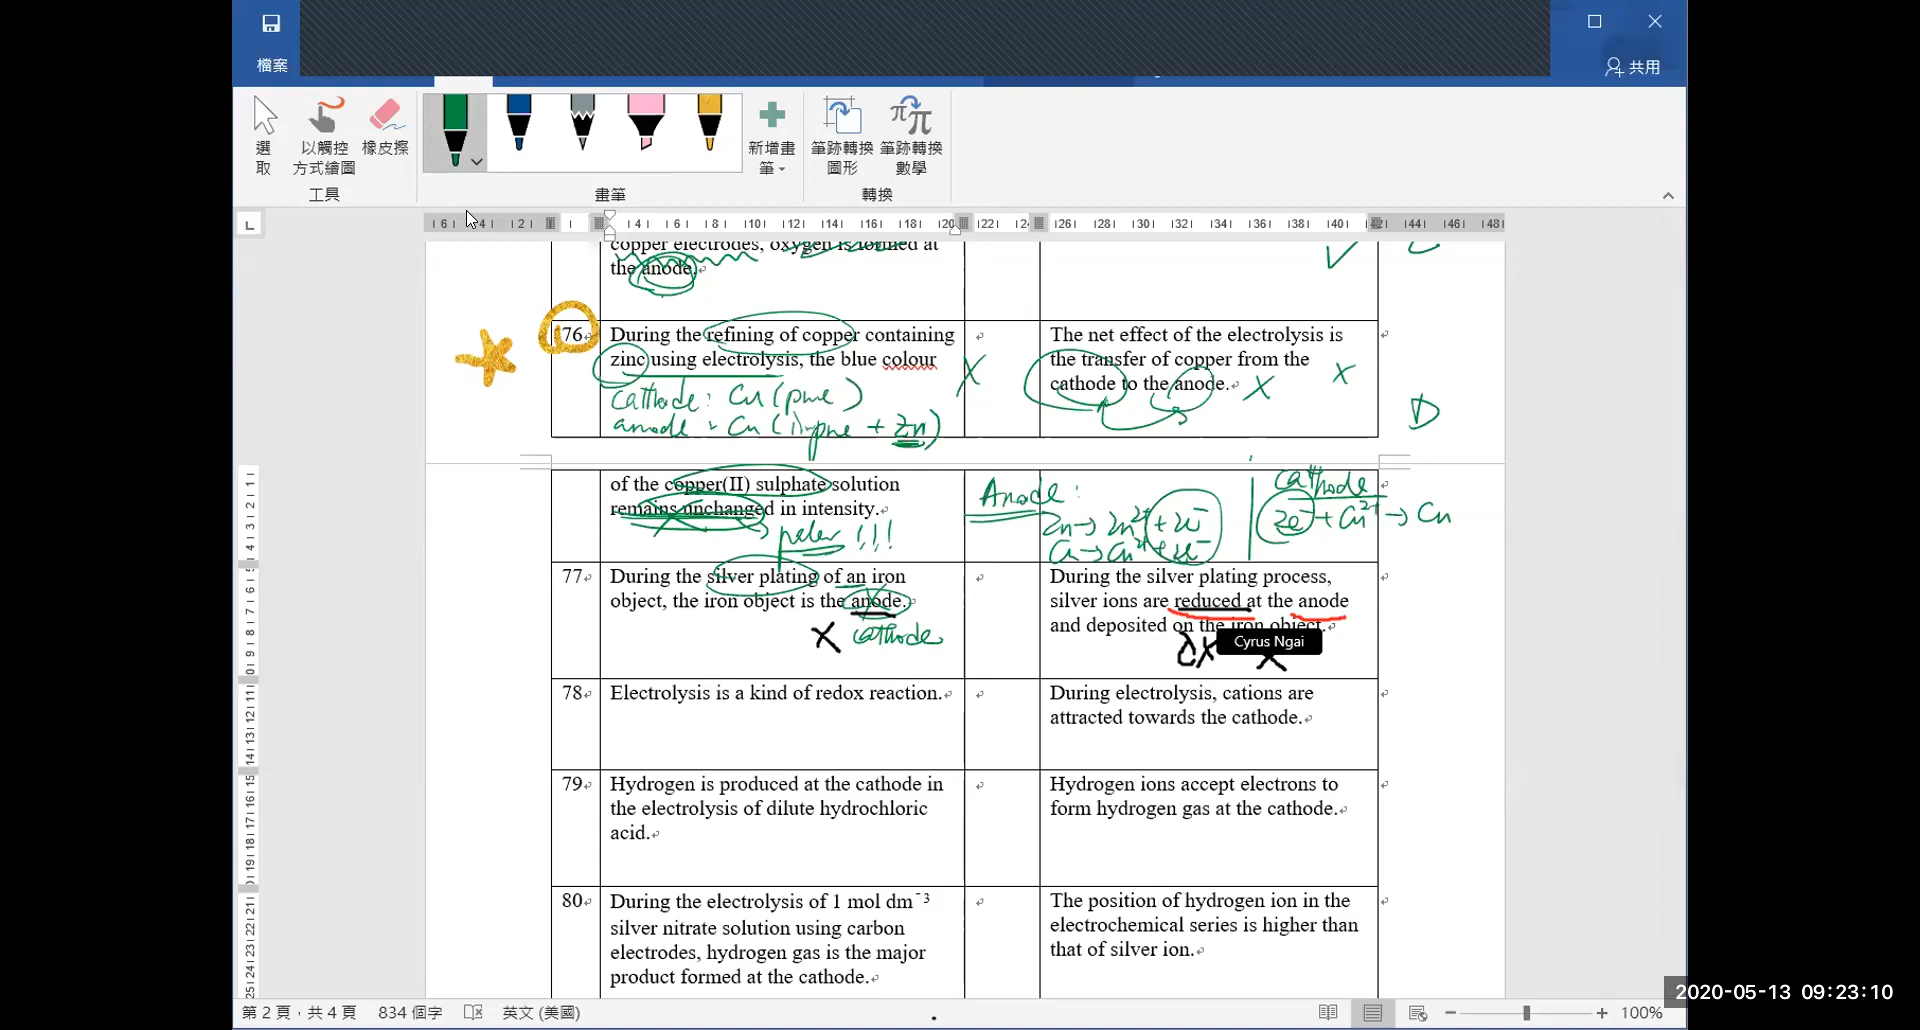 檔案
共用
選取
以觸控方式繪圖
橡皮擦
新增畫筆
筆跡轉換圖形
筆跡轉換數學
工具
畫筆
轉換
copper electrodes, oxygen is formed at
the anode.
76
During the refining of copper containing
zinc using electrolysis, the blue colour
cathode: Cu (pure)
anode: Cu (impure + Zn)
X
The net effect of the electrolysis is
the transfer of copper from the
cathode to the anode.
X
X
D
of the copper(II) sulphate solution
remains unchanged in intensity.
paler !!!
Anode:
Zn → Zn2+ + 2e-
Cu → Cu2+ + 2e-
cathode
2e- + Cu2+ → Cu
77
During the silver plating of an iron
object, the iron object is the anode.
X cathode
During the silver plating process,
silver ions are reduced at the anode
and deposited on the iron object.
Cyrus Ngai
X
78
Electrolysis is a kind of redox reaction.
During electrolysis, cations are
attracted towards the cathode.
79
Hydrogen is produced at the cathode in
the electrolysis of dilute hydrochloric
acid.
Hydrogen ions accept electrons to
form hydrogen gas at the cathode.
80
During the electrolysis of 1 mol dm⁻³
silver nitrate solution using carbon
electrodes, hydrogen gas is the major
product formed at the cathode.
The position of hydrogen ion in the
electrochemical series is higher than
that of silver ion.
第 2 頁，共 4 頁 834 個字 英文 (美國)
100%
2020-05-13 09:23:10